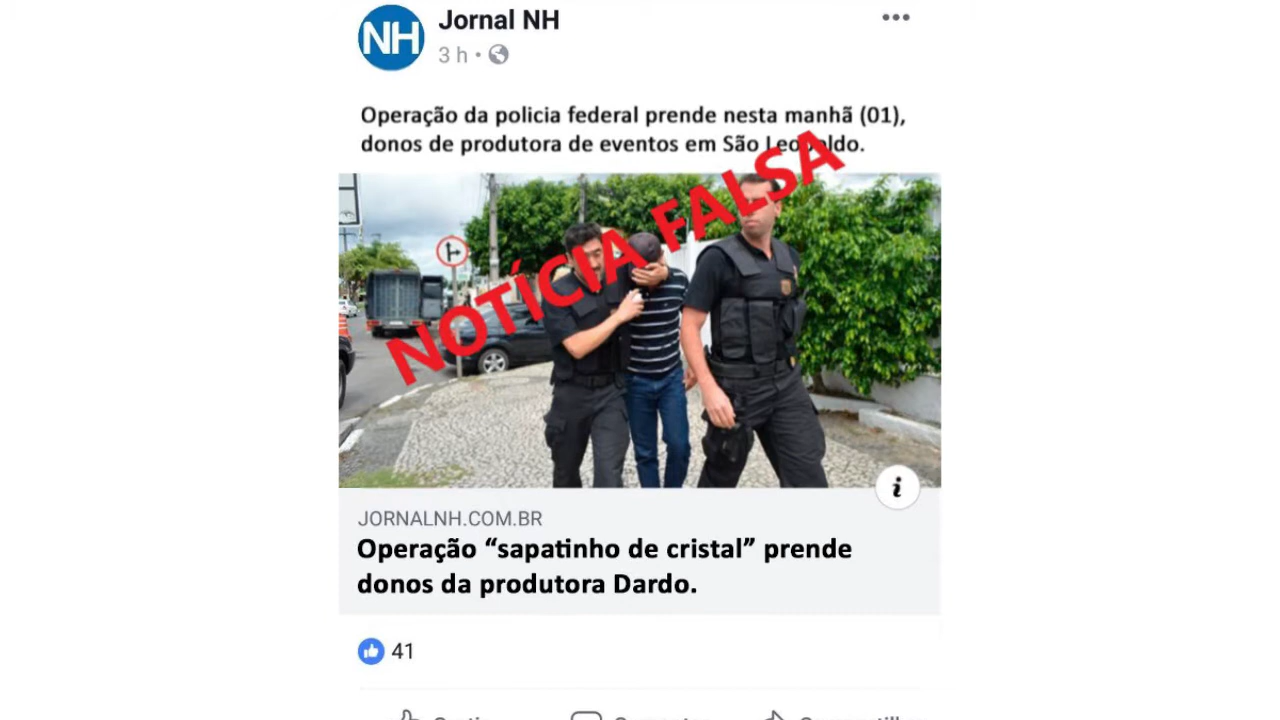 NH
Jornal NH
3 h
Operação da policia federal prende nesta manhã (01),
donos de produtora de eventos em São Leopoldo.
NOTÍCIA FALSA
JORNALNH.COM.BR
Operação “sapatinho de cristal” prende
donos da produtora Dardo.
41